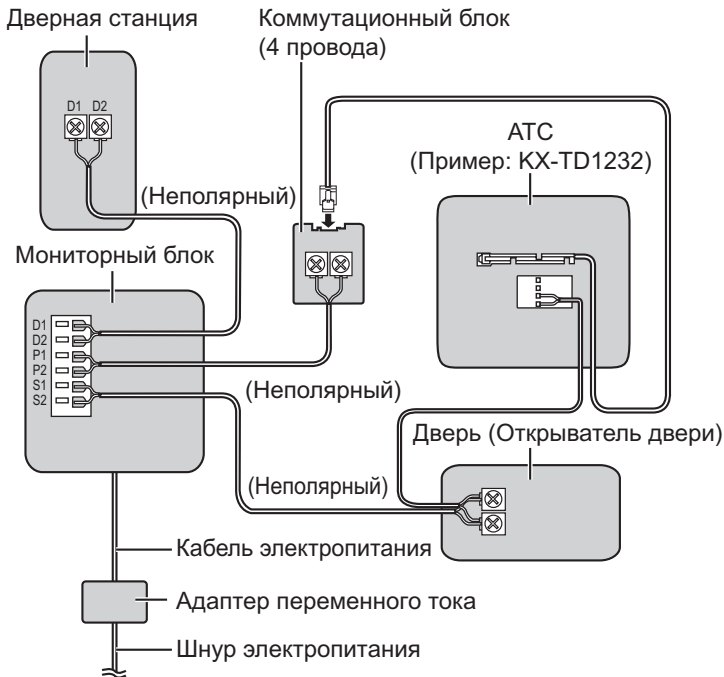 Дверная станция
Коммутационный блок
(4 провода)
D1 D2
АТС
(Пример: KX-TD1232)
(Неполярный)
Мониторный блок
D1
D2
P1
P2
S1
S2
(Неполярный)
Дверь (Открыватель двери)
(Неполярный)
Кабель электропитания
Адаптер переменного тока
Шнур электропитания